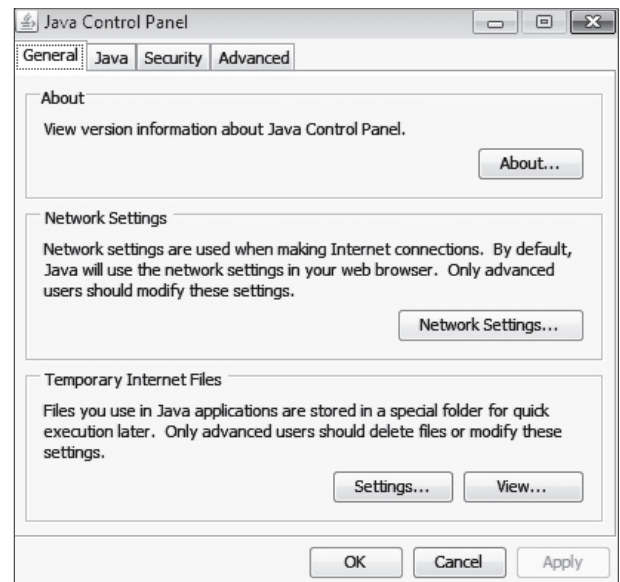 Java Control Panel
General Java Security Advanced
About
View version information about Java Control Panel.
About...
Network Settings
Network settings are used when making Internet connections. By default,
Java will use the network settings in your web browser. Only advanced
users should modify these settings.
Network Settings...
Temporary Internet Files
Files you use in Java applications are stored in a special folder for quick
execution later. Only advanced users should delete files or modify these
settings.
Settings... View...
OK Cancel Apply